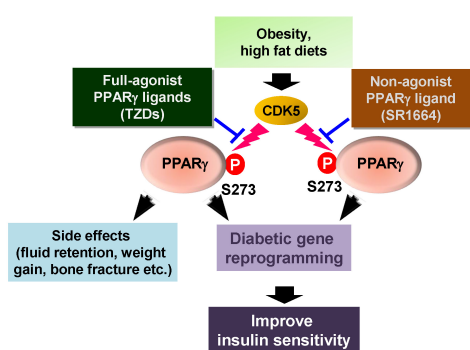 Obesity,
high fat diets
Full-agonist
PPARγ ligands
(TZDs)
Non-agonist
PPARγ ligand
(SR1664)
CDK5
PPARγ
P
S273
P
S273
PPARγ
Side effects
(fluid retention, weight
gain, bone fracture etc.)
Diabetic gene
reprogramming
Improve
insulin sensitivity